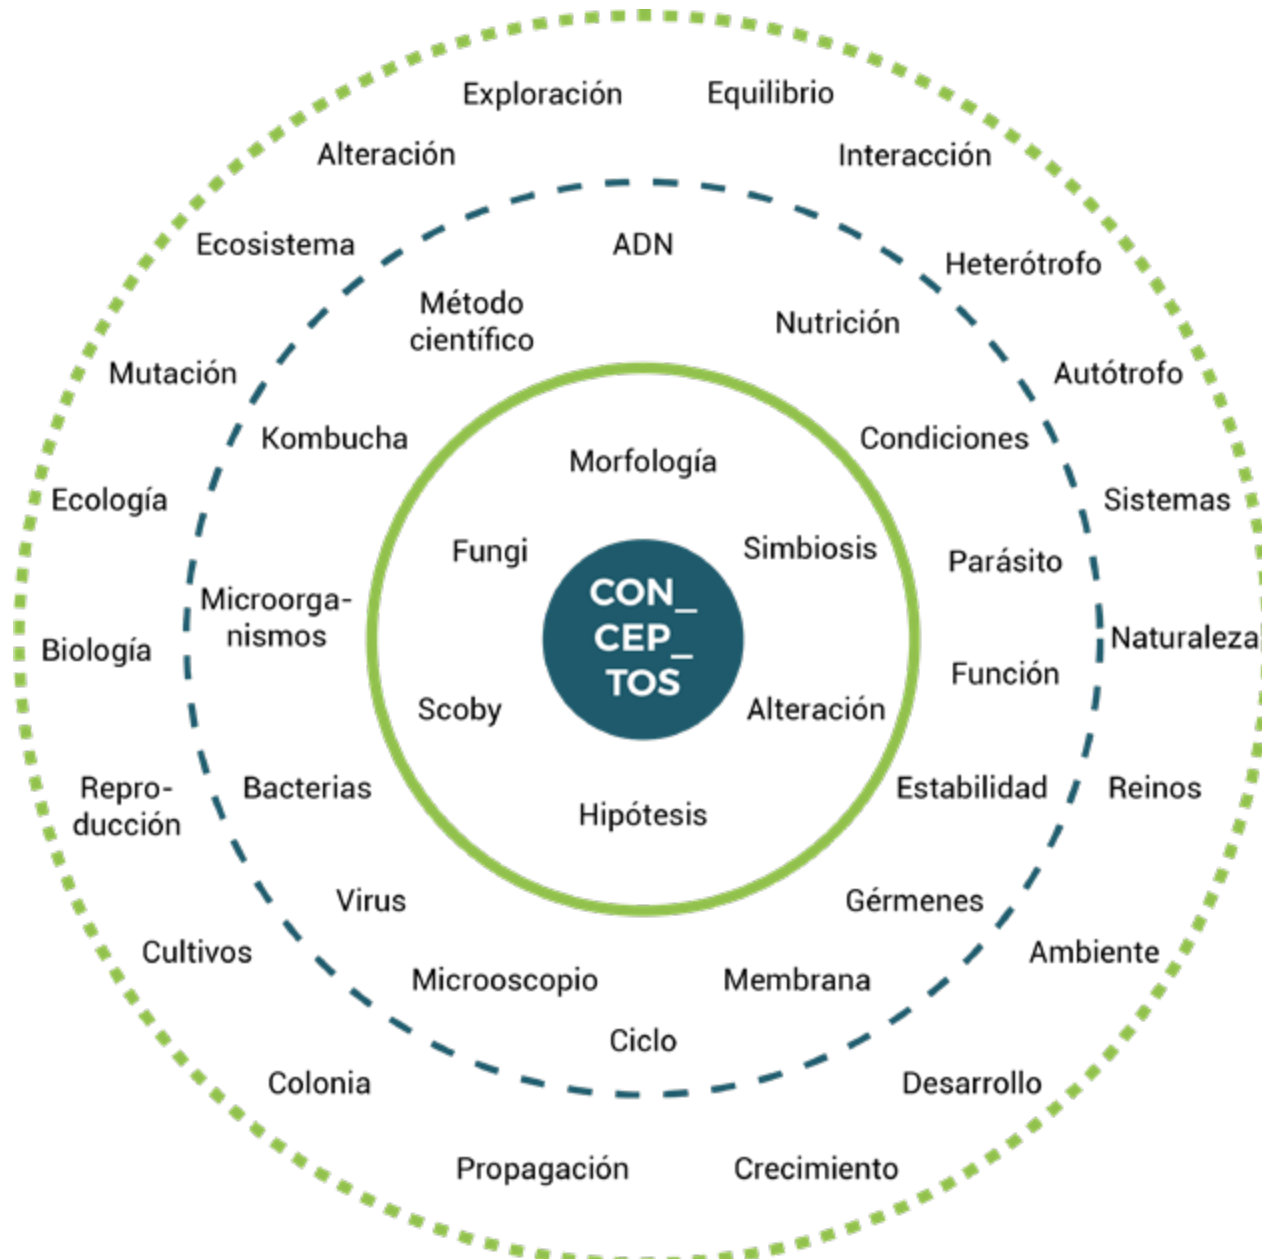 Exploración
Equilibrio
Alteración
Interacción
Ecosistema
ADN
Heterótrofo
Método
científico
Nutrición
Mutación
Autótrofo
Kombucha
Condiciones
Morfología
Ecología
Sistemas
Fungi
Simbiosis
Parásito
CON_
CEP_
TOS
Microorga-
nismos
Biología
Naturaleza
Función
Scoby
Alteración
Repro-
ducción
Bacterias
Hipótesis
Estabilidad
Reinos
Virus
Gérmenes
Cultivos
Microoscopio
Membrana
Ambiente
Ciclo
Colonia
Desarrollo
Propagación
Crecimiento